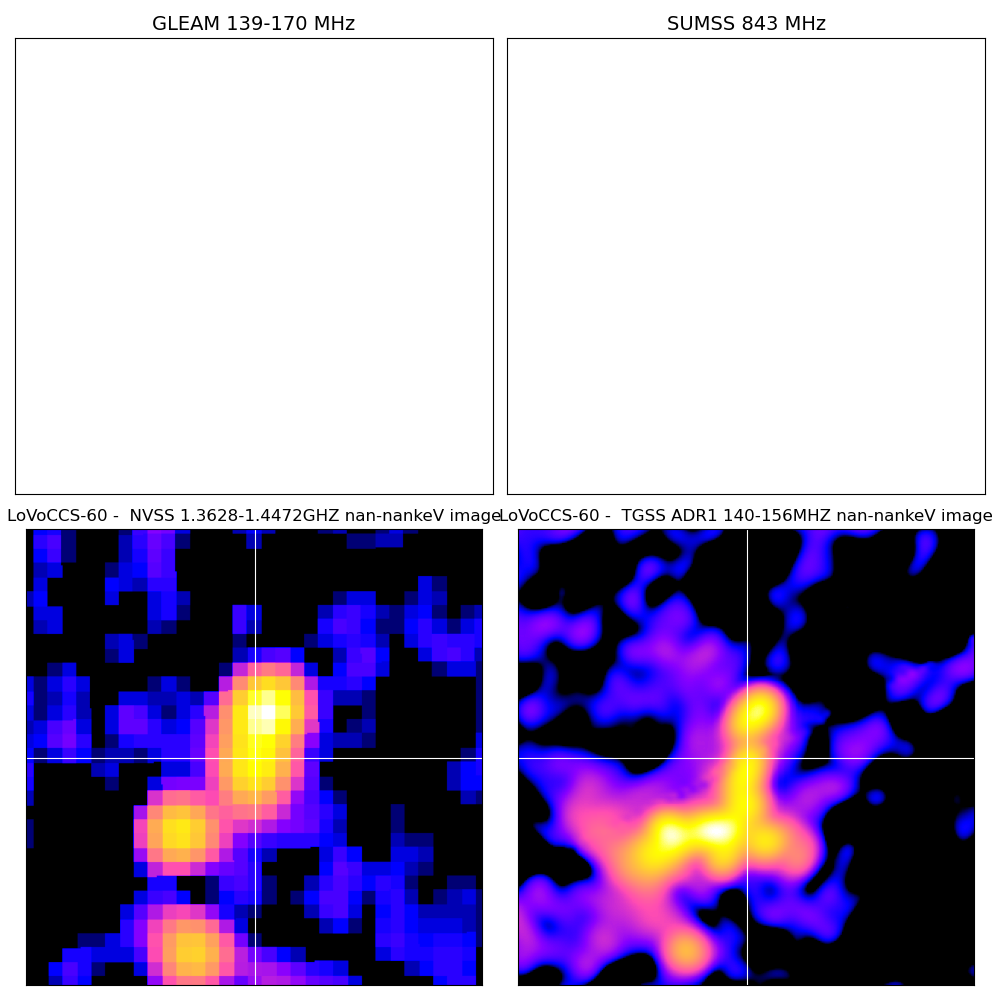 GLEAM 139-170 MHz
SUMSS 843 MHz
LoVoCCS-60 -  NVSS 1.3628-1.4472GHZ nan-nankeV image
LoVoCCS-60 -  TGSS ADR1 140-156MHZ nan-nankeV image